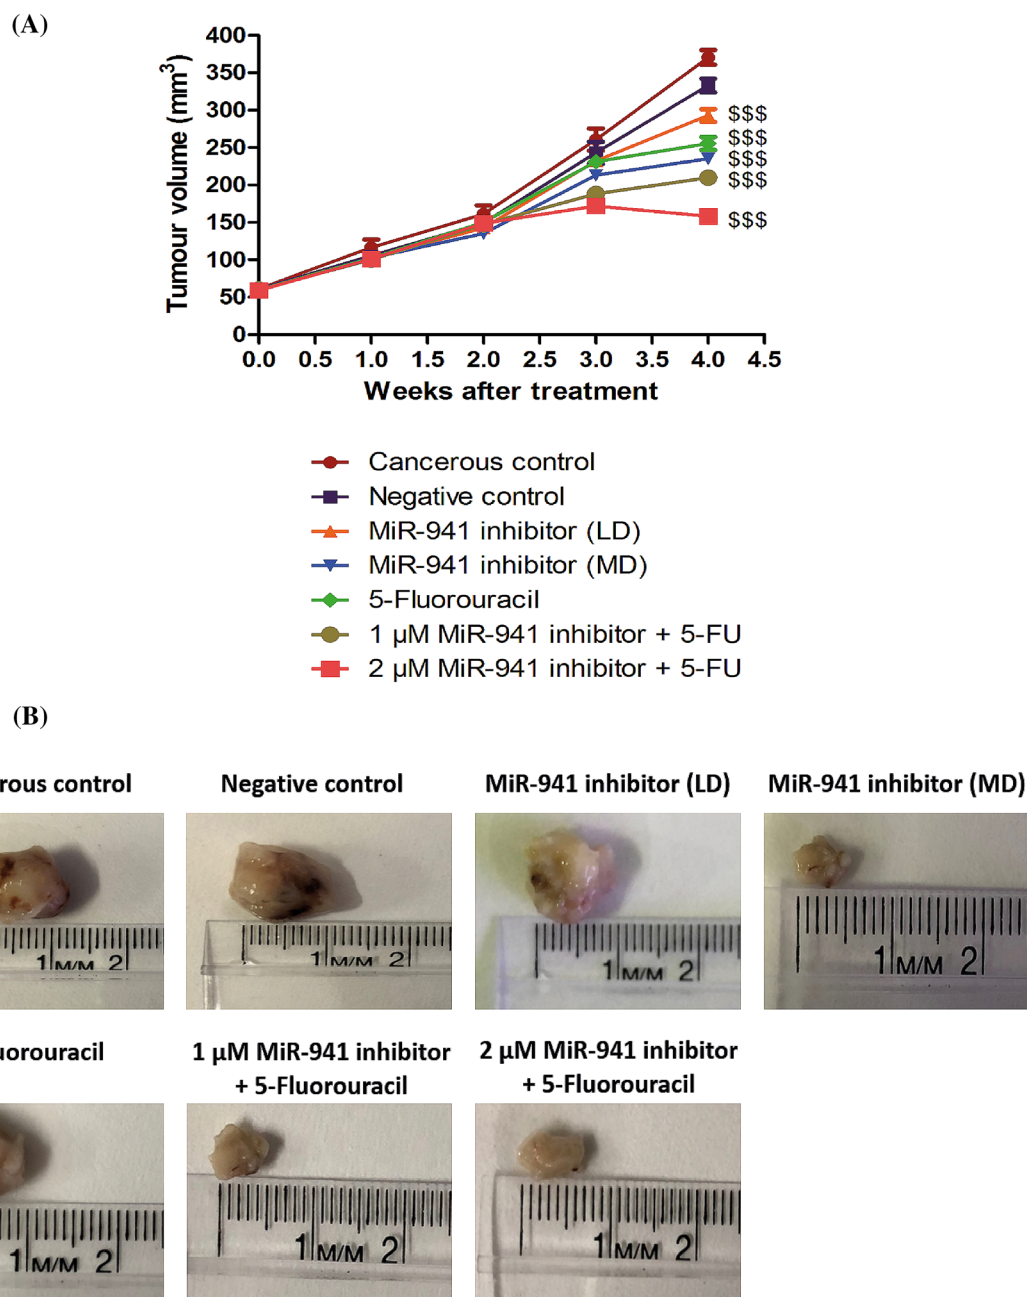 (A)
400
350
300
250
200
150
100
50
0
Tumour volume (mm³)
$$$
$$$
$$$
$$$
$$$
0.0 0.5 1.0 1.5 2.0 2.5 3.0 3.5 4.0 4.5
Weeks after treatment
Cancerous control
Negative control
MiR-941 inhibitor (LD)
MiR-941 inhibitor (MD)
5-Fluorouracil
1 µM MiR-941 inhibitor + 5-FU
2 µM MiR-941 inhibitor + 5-FU
(B)
rous control
Negative control
MiR-941 inhibitor (LD)
MiR-941 inhibitor (MD)
1 M/M 2
1 M/M 2
1 M/M 2
1 M/M 2
uorouracil
1 µM MiR-941 inhibitor
+ 5-Fluorouracil
2 µM MiR-941 inhibitor
+ 5-Fluorouracil
1 M/M 2
1 M/M 2
1 M/M 2